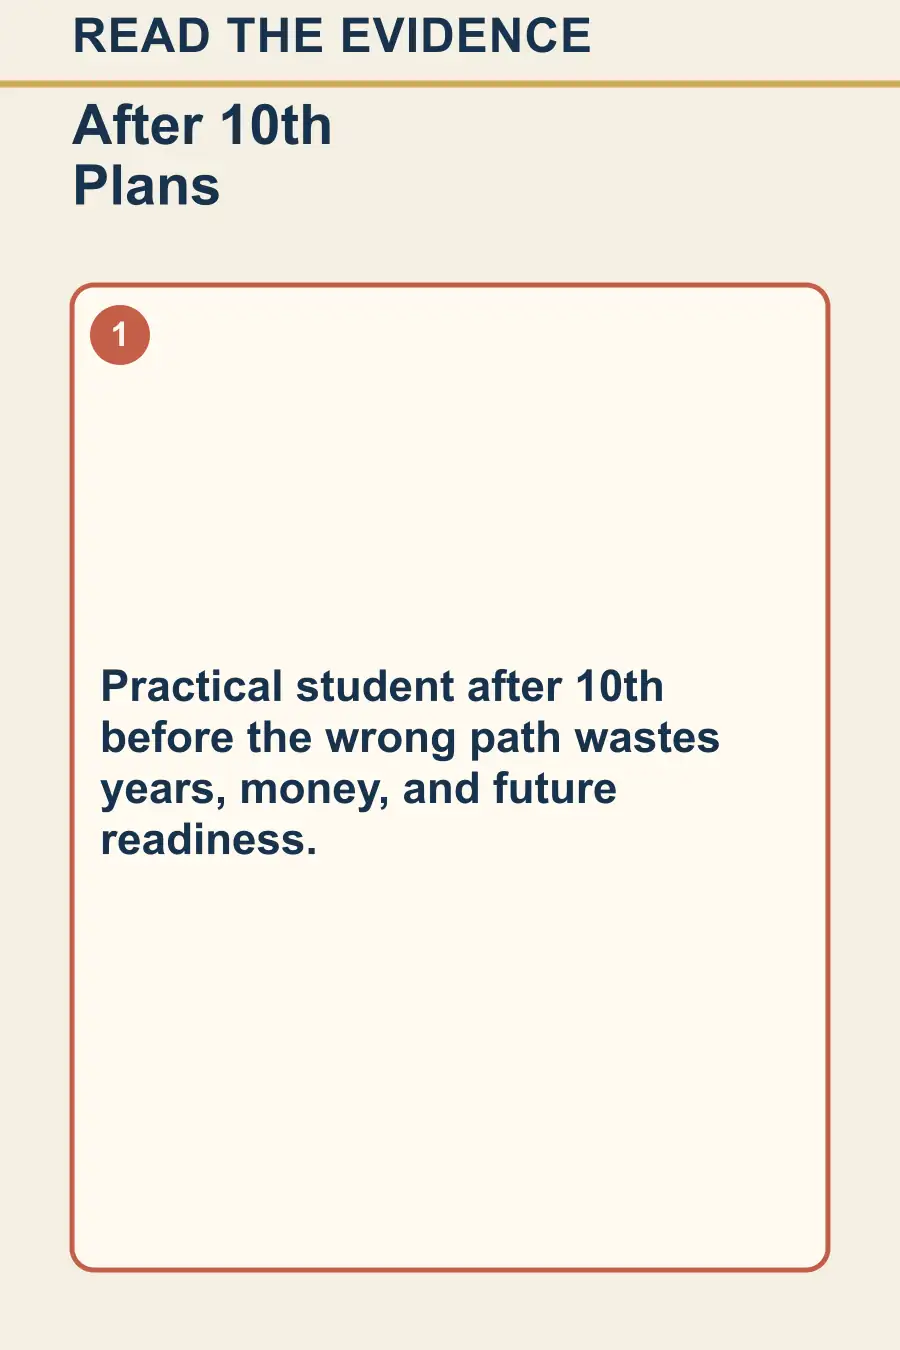 READ THE EVIDENCE
After 10th
Plans
1
Practical student after 10th
before the wrong path wastes
years, money, and future
readiness.